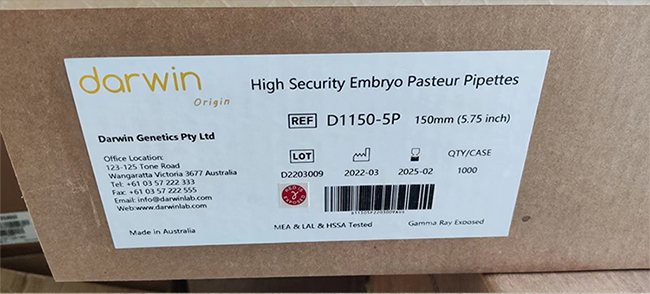 darwin
Origin
High Security Embryo Pasteur Pipettes
REF D1150-5P 150mm (5.75 inch)
Darwin Genetics Pty Ltd
Office Location:
123-125 Tone Road
Wangaratta Victoria 3677 Australia
Tel: +61 03 57 222 333
Fax: +61 03 57 222 555
Email: info@darwinlab.com
Web:www.darwinlab.com
Made in Australia
LOT QTY/CASE
D2203009 2022-03 2025-02 1000
MEA & LAL & HSSA Tested
Gamma Ray Exposed